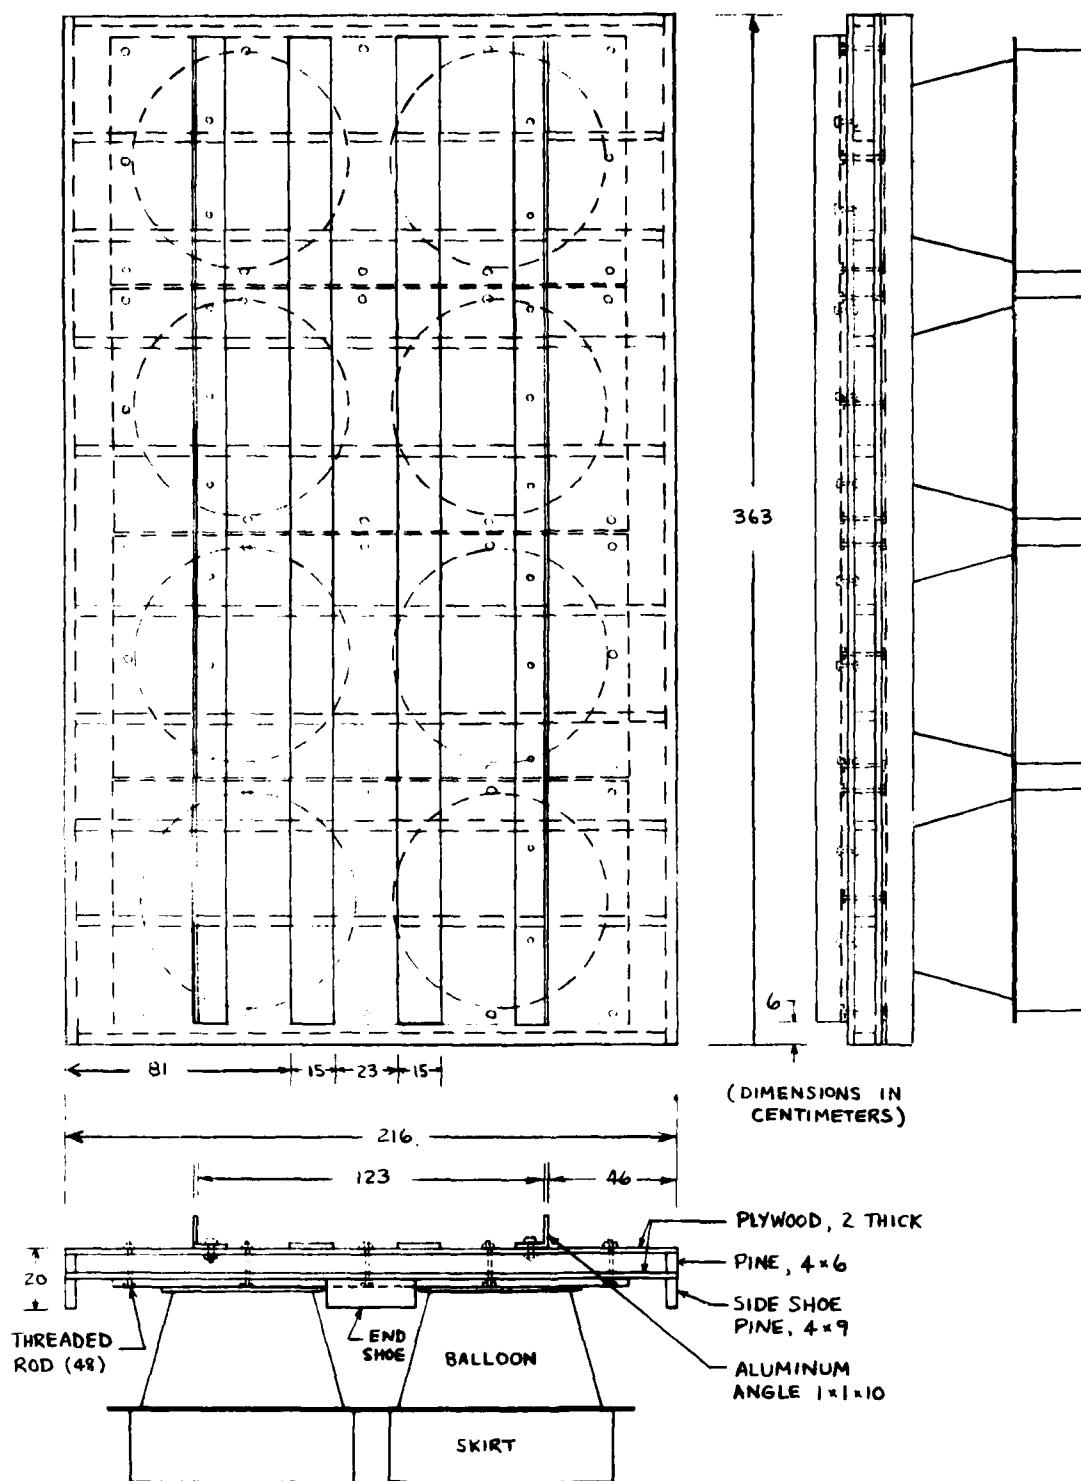 363
6
81
15
23
15
(DIMENSIONS IN
CENTIMETERS)
216.
123
46
20
PLYWOOD, 2 THICK
PINE, 4×6
SIDE SHOE
PINE, 4×9
ALUMINUM
ANGLE 1×1×10
THREADED
ROD (48)
END
SHOE
BALLOON
SKIRT